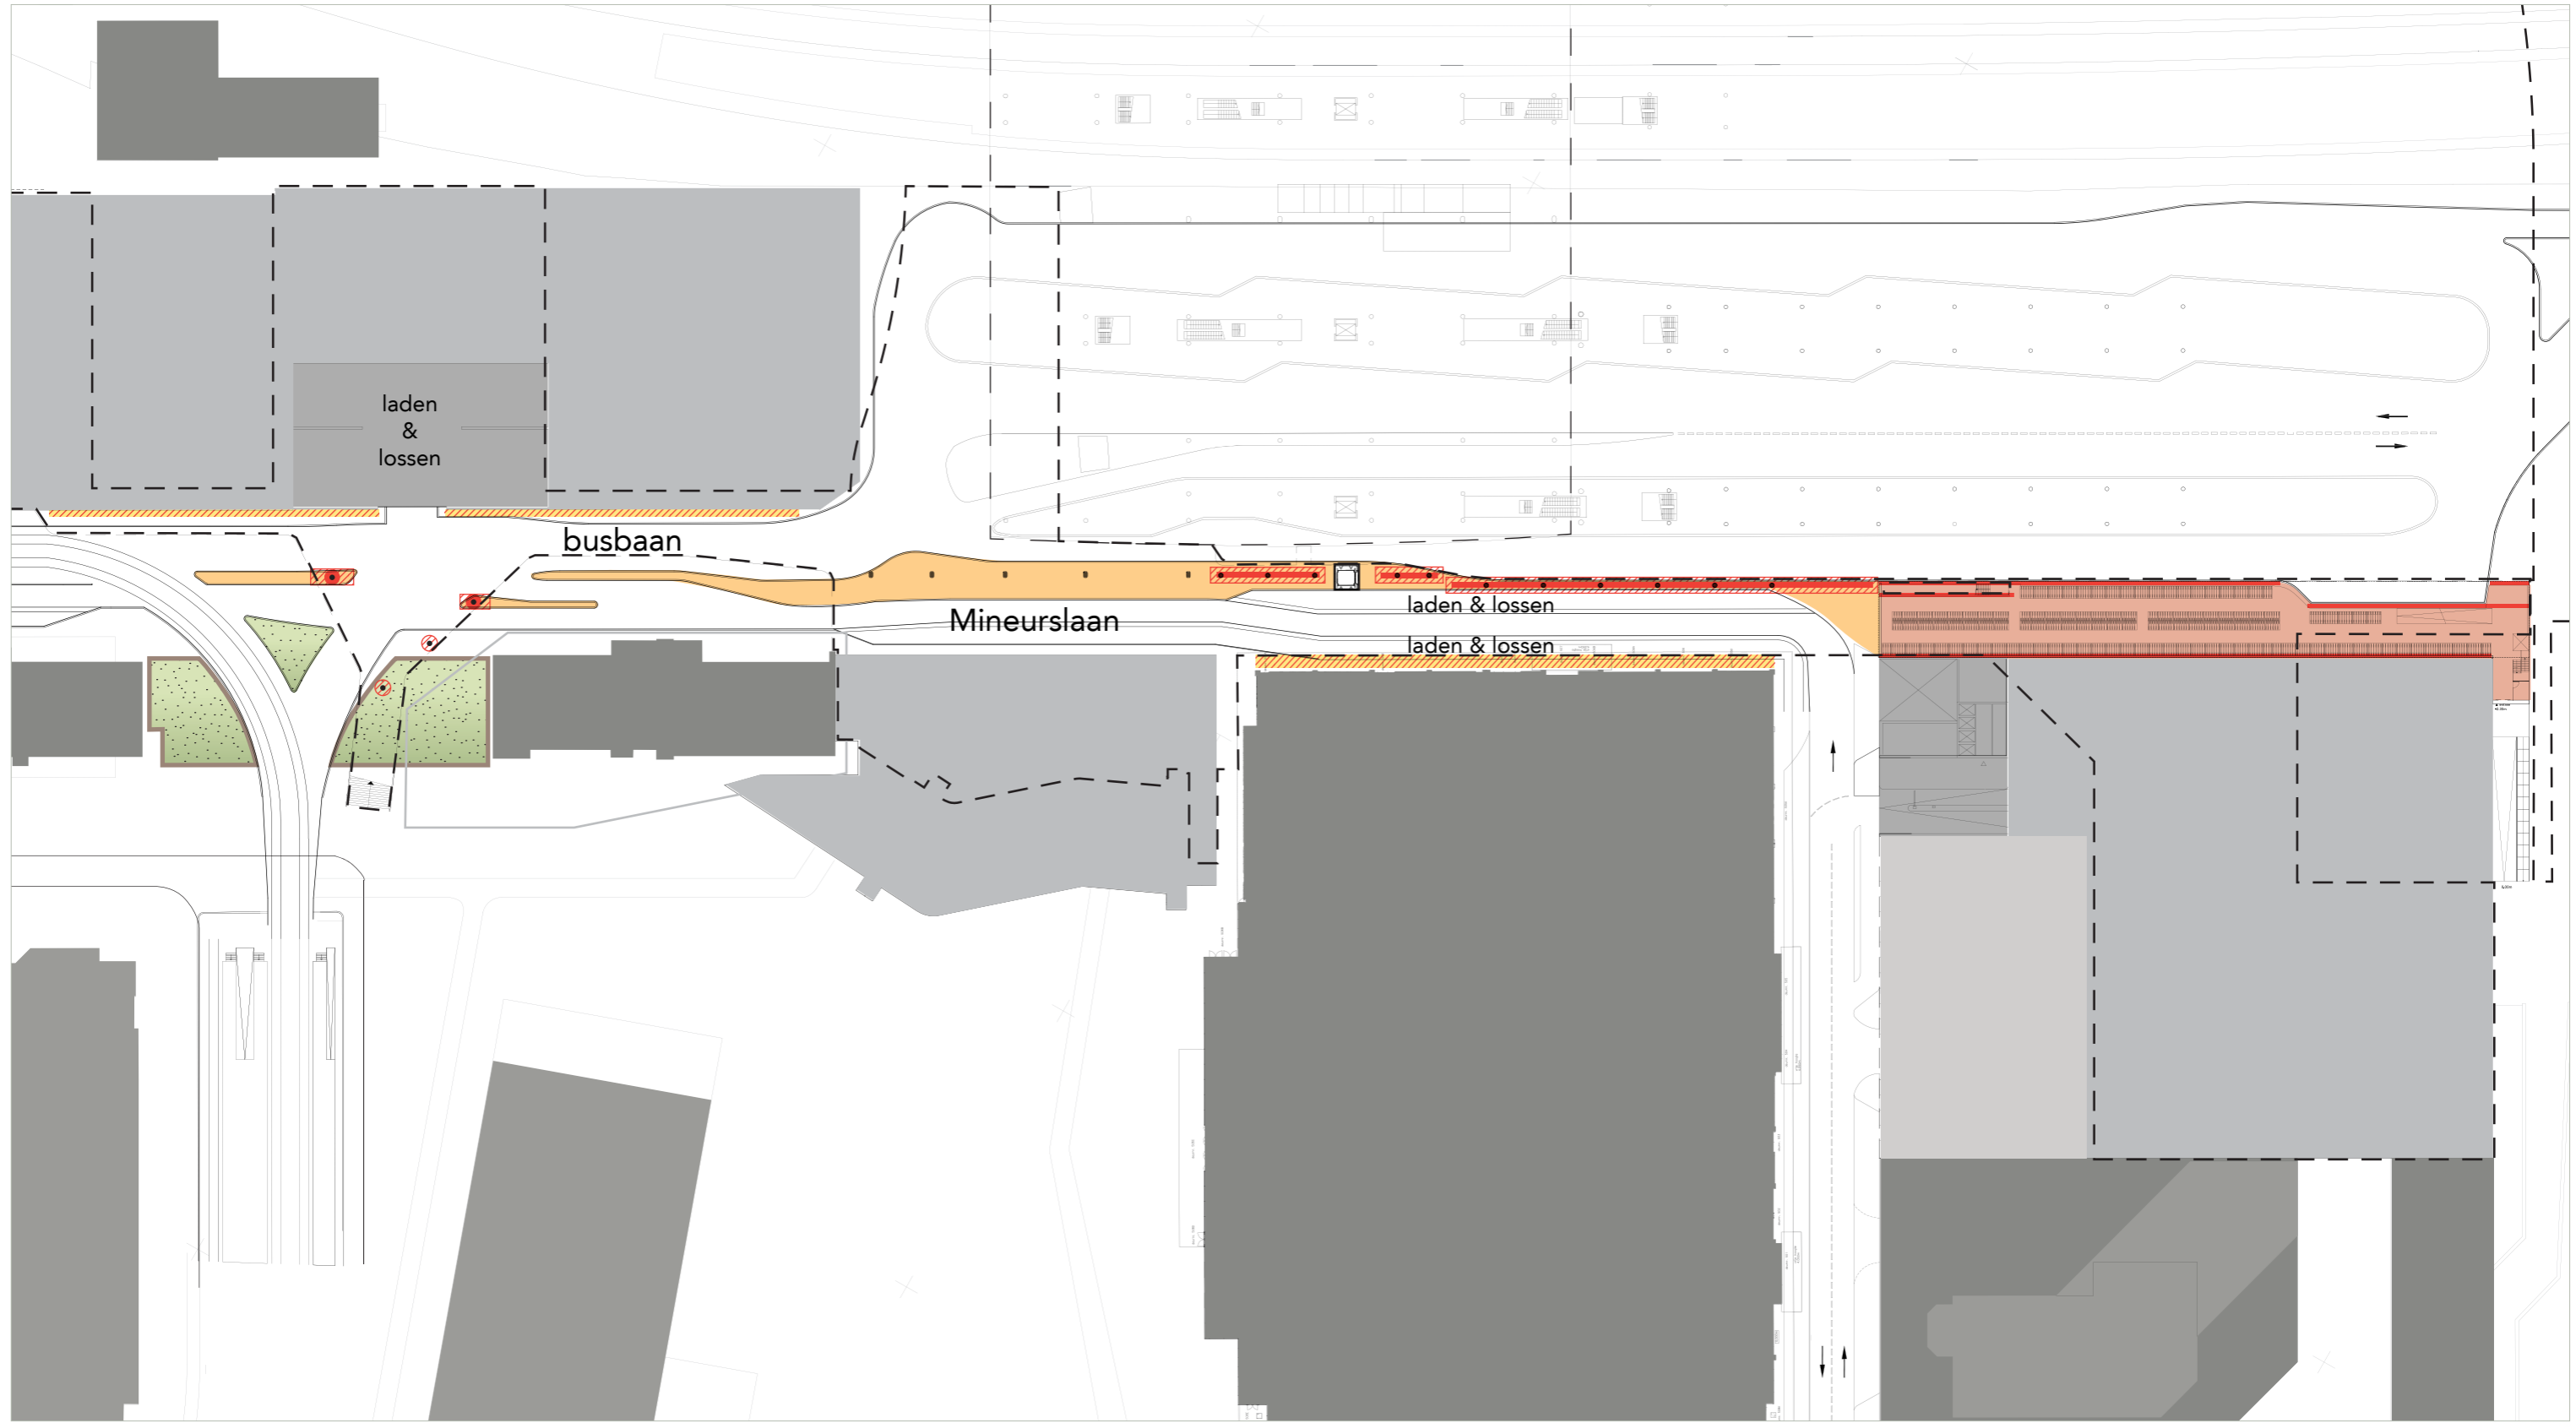 laden
&
lossen
busbaan
laden & lossen
Mineurslaan
laden & lossen